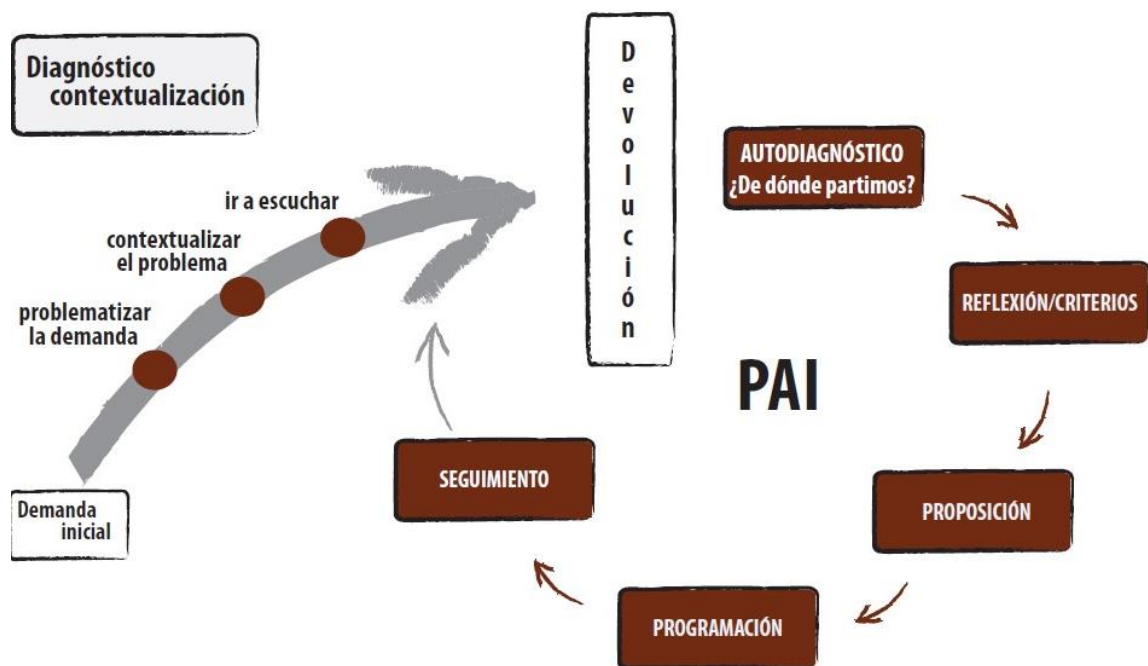 Diagnóstico
contextualización
Devolución
AUTODIAGNÓSTICO
¿De dónde partimos?
ir a escuchar
contextualizar
el problema
problematizar
la demanda
REFLEXIÓN/CRITERIOS
PAI
SEGUIMIENTO
PROPOSICIÓN
Demanda
inicial
PROGRAMACIÓN